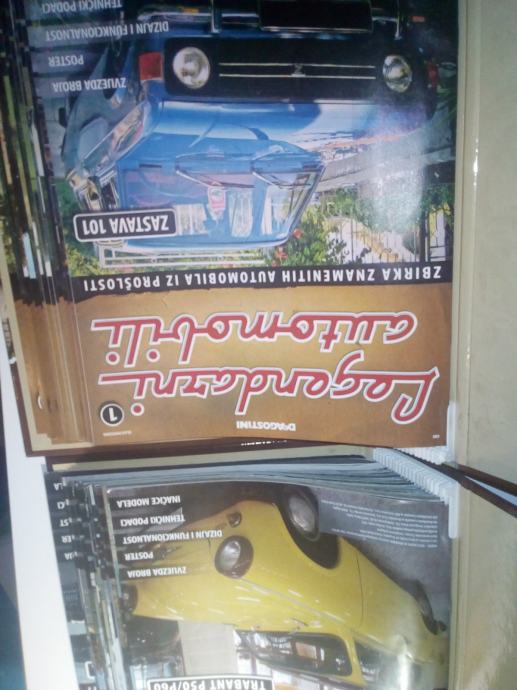 1
DeAGOSTINI
Legendarni
automobili
ZBIRKA ZNAMENITIH AUTOMOBILA IZ PROŠLOSTI
ZASTAVA 101
ZVIJEZDA BROJA
POSTER
DIZAJN I FUNKCIONALNOST
TEHNIČKI PODACI
TRABANT P50/P60
ZVIJEZDA BROJA
POSTER
DIZAJN I FUNKCIONALNOST
TEHNIČKI PODACI
INAČICE MODELA